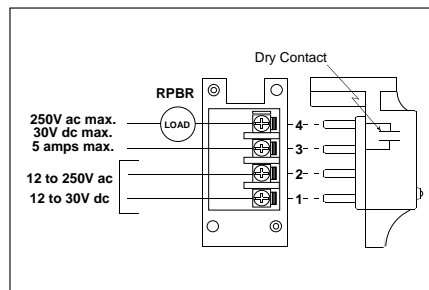 Dry Contact
RPBR
250V ac max.
30V dc max.
5 amps max.
LOAD
12 to 250V ac
12 to 30V dc
4
3
2
1